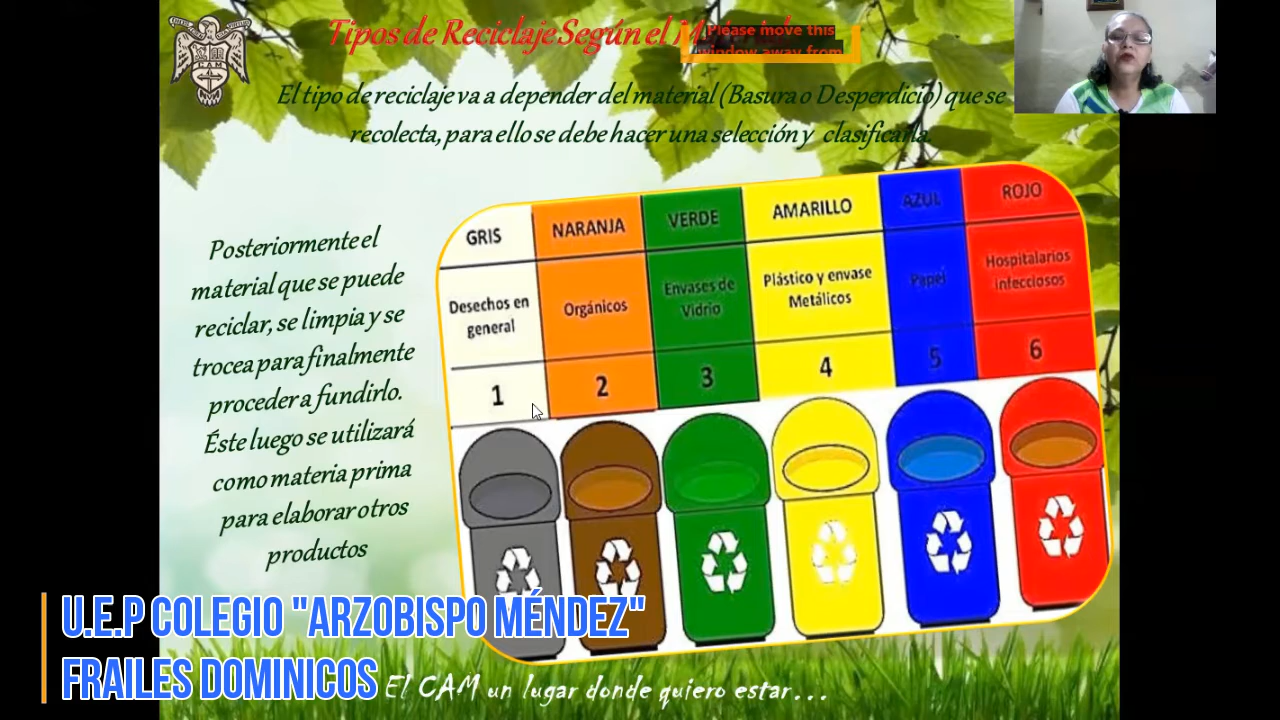 Tipos de Reciclaje Según el M
Please move this
window away from
El tipo de reciclaje va a depender del material (Basura o Desperdicio) que se
recolecta, para ello se debe hacer una selección y clasificarla.
Posteriormente el
material que se puede
reciclar, se limpia y se
trocea para finalmente
proceder a fundirlo.
Éste luego se utilizará
como materia prima
para elaborar otros
productos
GRIS NARANJA VERDE AMARILLO AZUL ROJO
Desechos en general Orgánicos Envases de Vidrio Plástico y envase Metálicos Papel Hospitalarios infecciosos
1 2 3 4 5 6
U.E.P COLEGIO "ARZOBISPO MÉNDEZ"
FRAILES DOMINICOS
El CAM un lugar donde quiero estar...